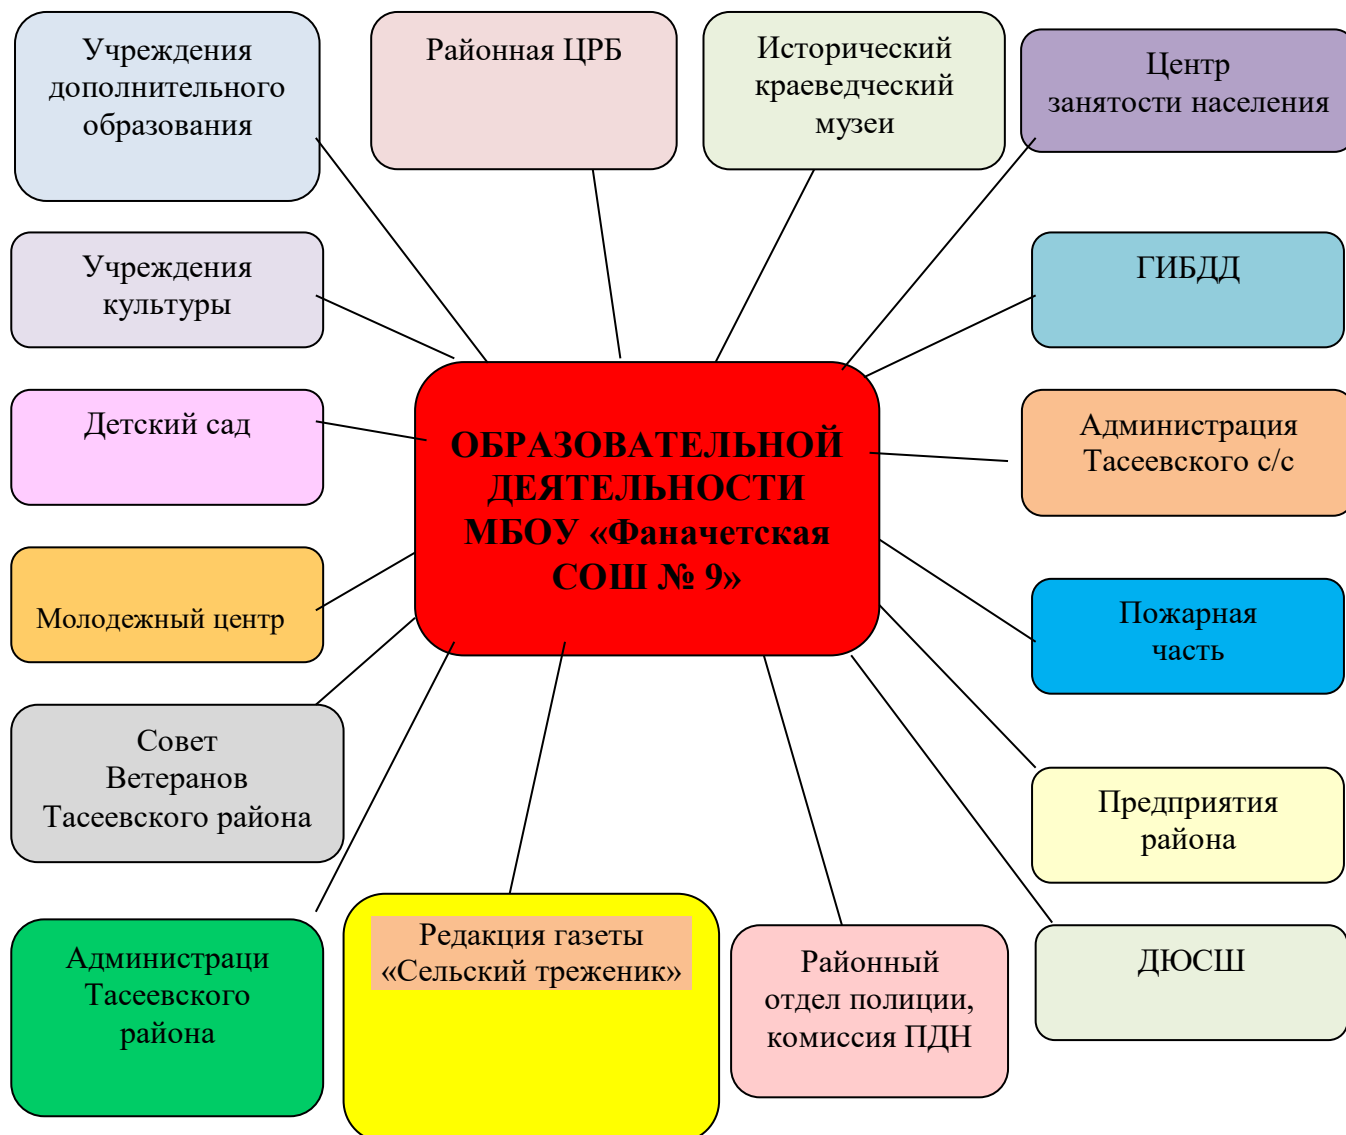 Учреждения
дополнительного
образования
Районная ЦРБ
Исторический
краеведческий
музеи
Центр
занятости населения
Учреждения
культуры
ГИБДД
Детский сад
ОБРАЗОВАТЕЛЬНОЙ
ДЕЯТЕЛЬНОСТИ
МБОУ «Фаначетская
СОШ № 9»
Администрация
Тасеевского с/с
Молодежный центр
Пожарная
часть
Совет
Ветеранов
Тасеевского района
Предприятия
района
Администраци
Тасеевского
района
Редакция газеты
«Сельский треженик»
Районный
отдел полиции,
комиссия ПДН
ДЮСШ